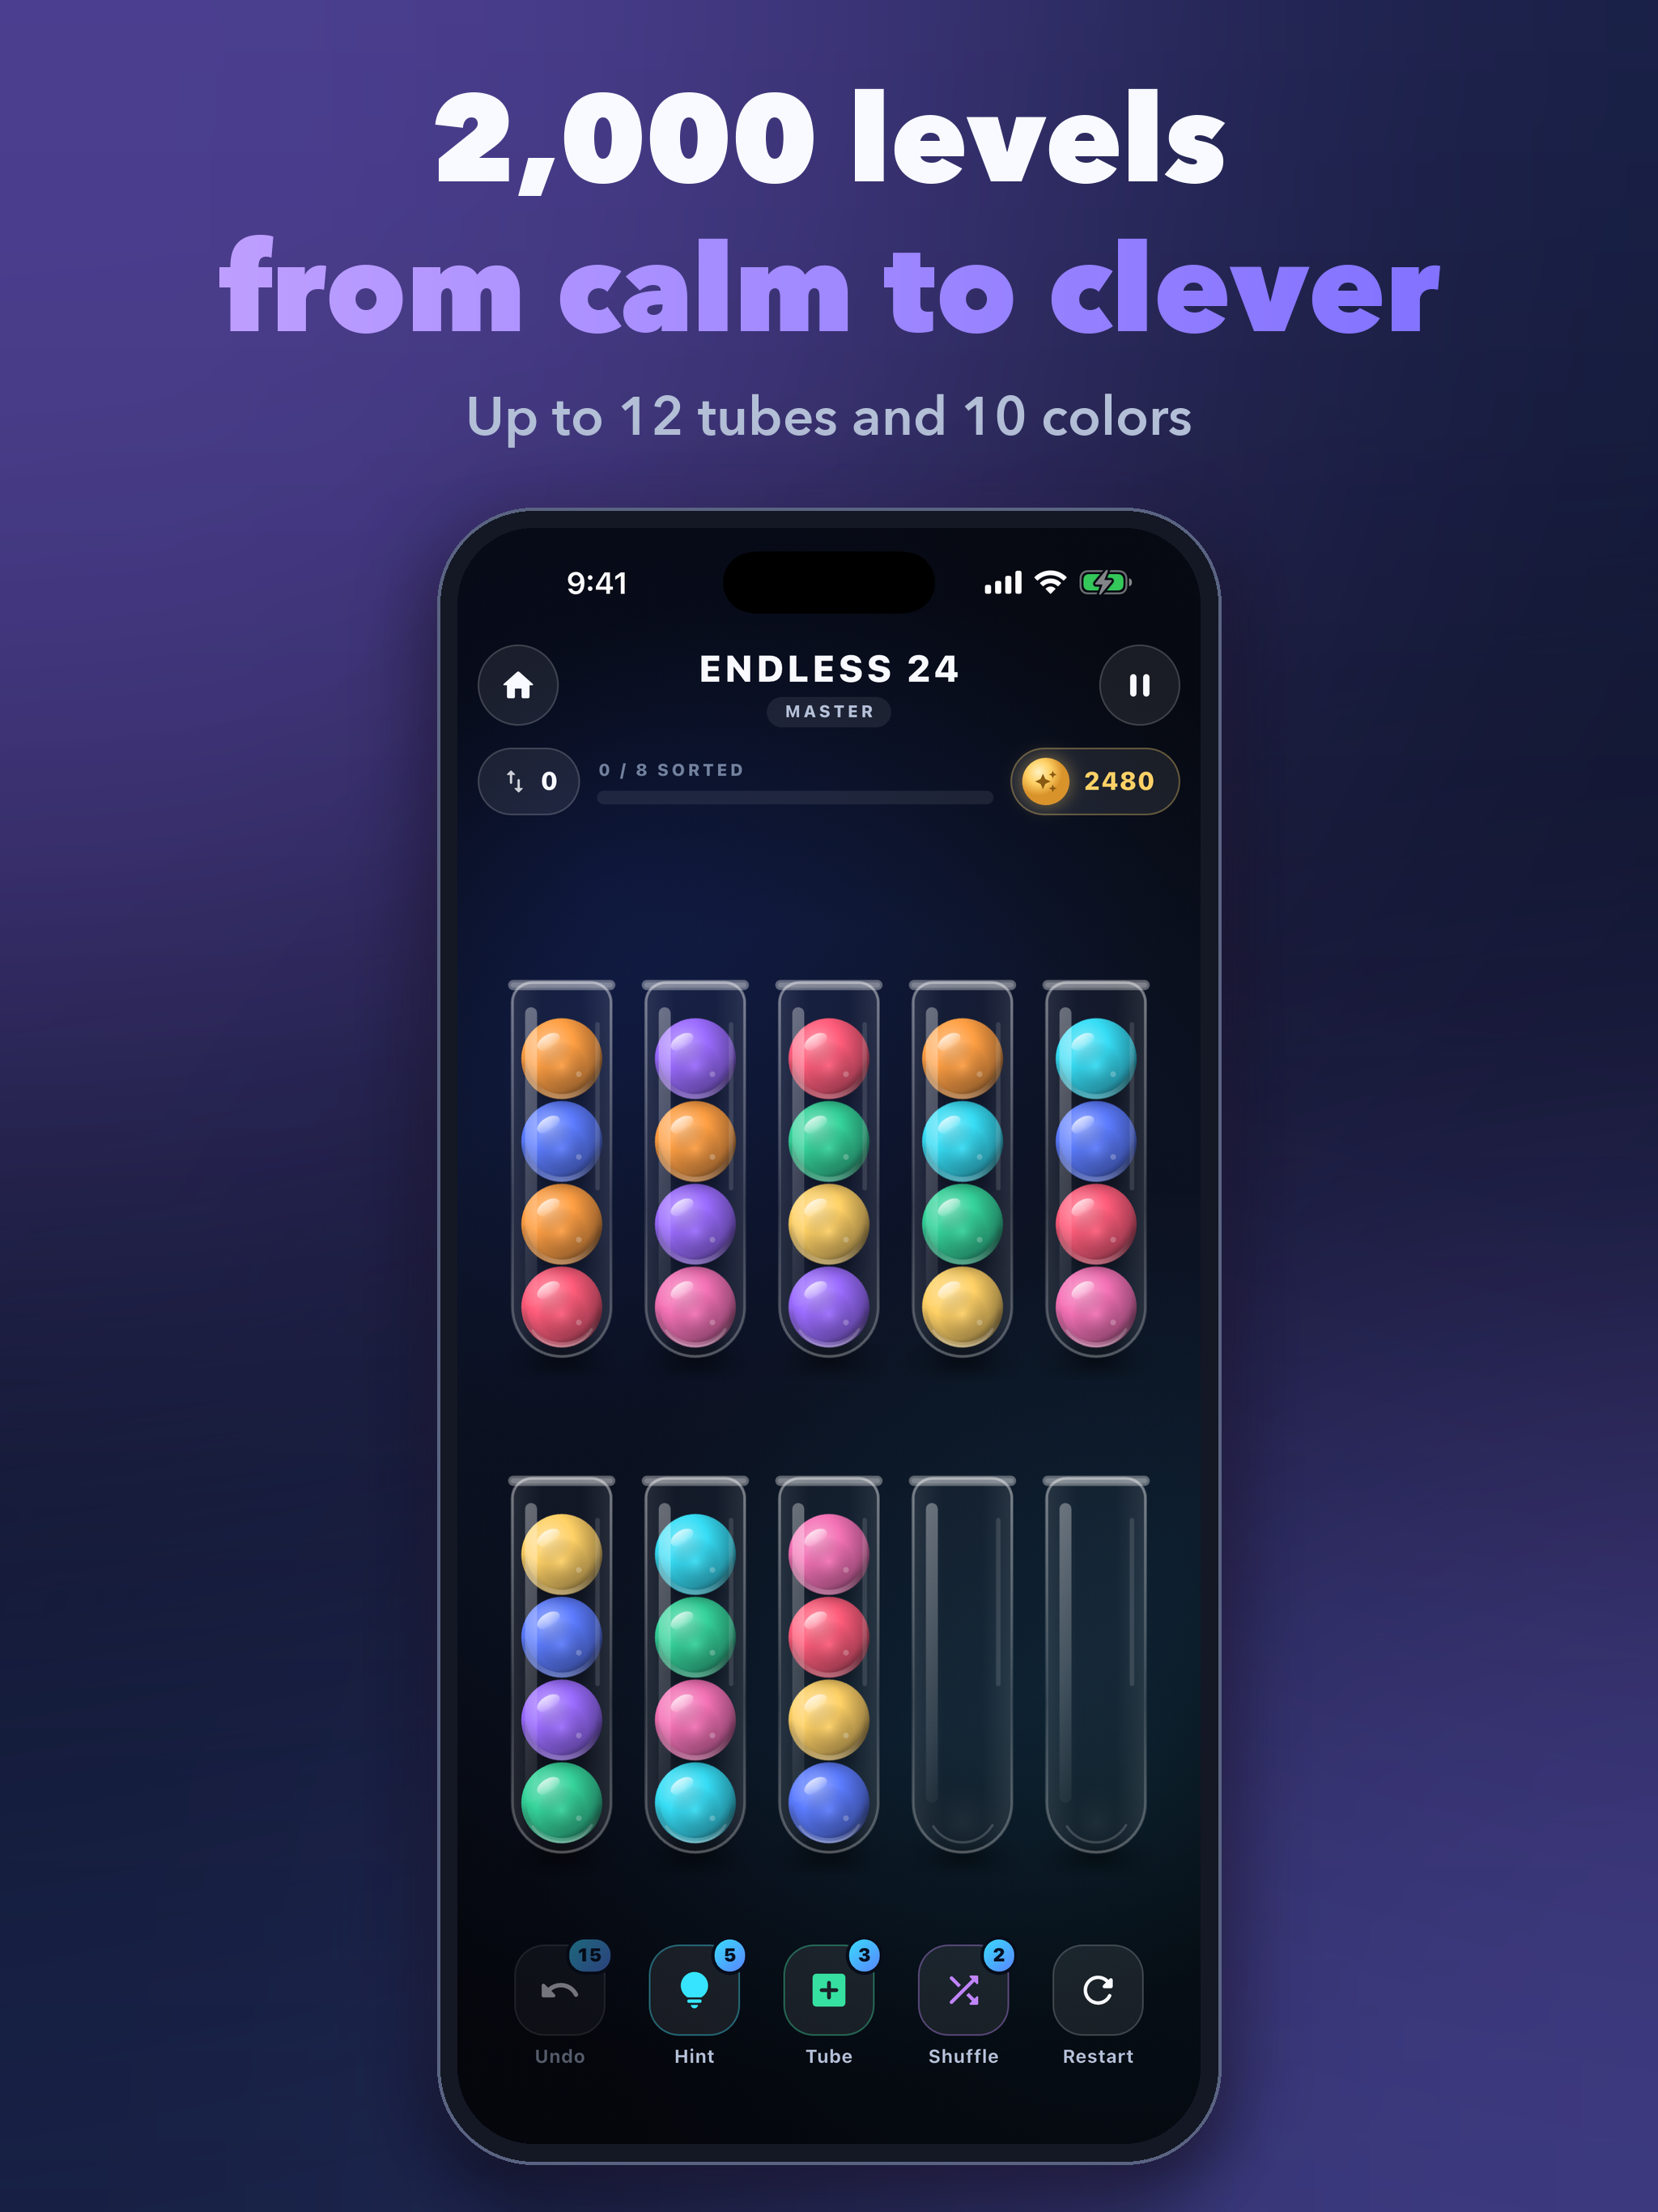 2,000 levels
from calm to clever
Up to 12 tubes and 10 colors
9:41
ENDLESS 24
MASTER
0
0 / 8 SORTED
2480
15
5
3
2
Undo
Hint
Tube
Shuffle
Restart